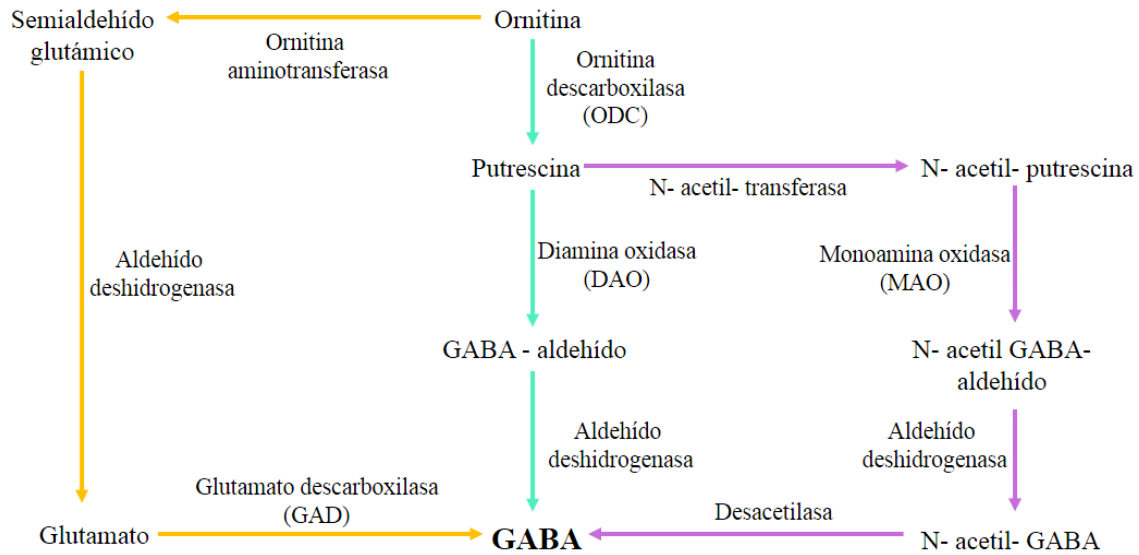 Semialdehído
glutámico
Ornitina
Ornitina
aminotransferasa
Ornitina
descarboxilasa
(ODC)
Putrescina
N- acetil- transferasa
N- acetil- putrescina
Aldehído
deshidrogenasa
Diamina oxidasa
(DAO)
Monoamina oxidasa
(MAO)
GABA - aldehído
N- acetil GABA-
aldehído
Aldehído
deshidrogenasa
Aldehído
deshidrogenasa
Glutamato descarboxilasa
(GAD)
Desacetilasa
Glutamato
GABA
N- acetil- GABA